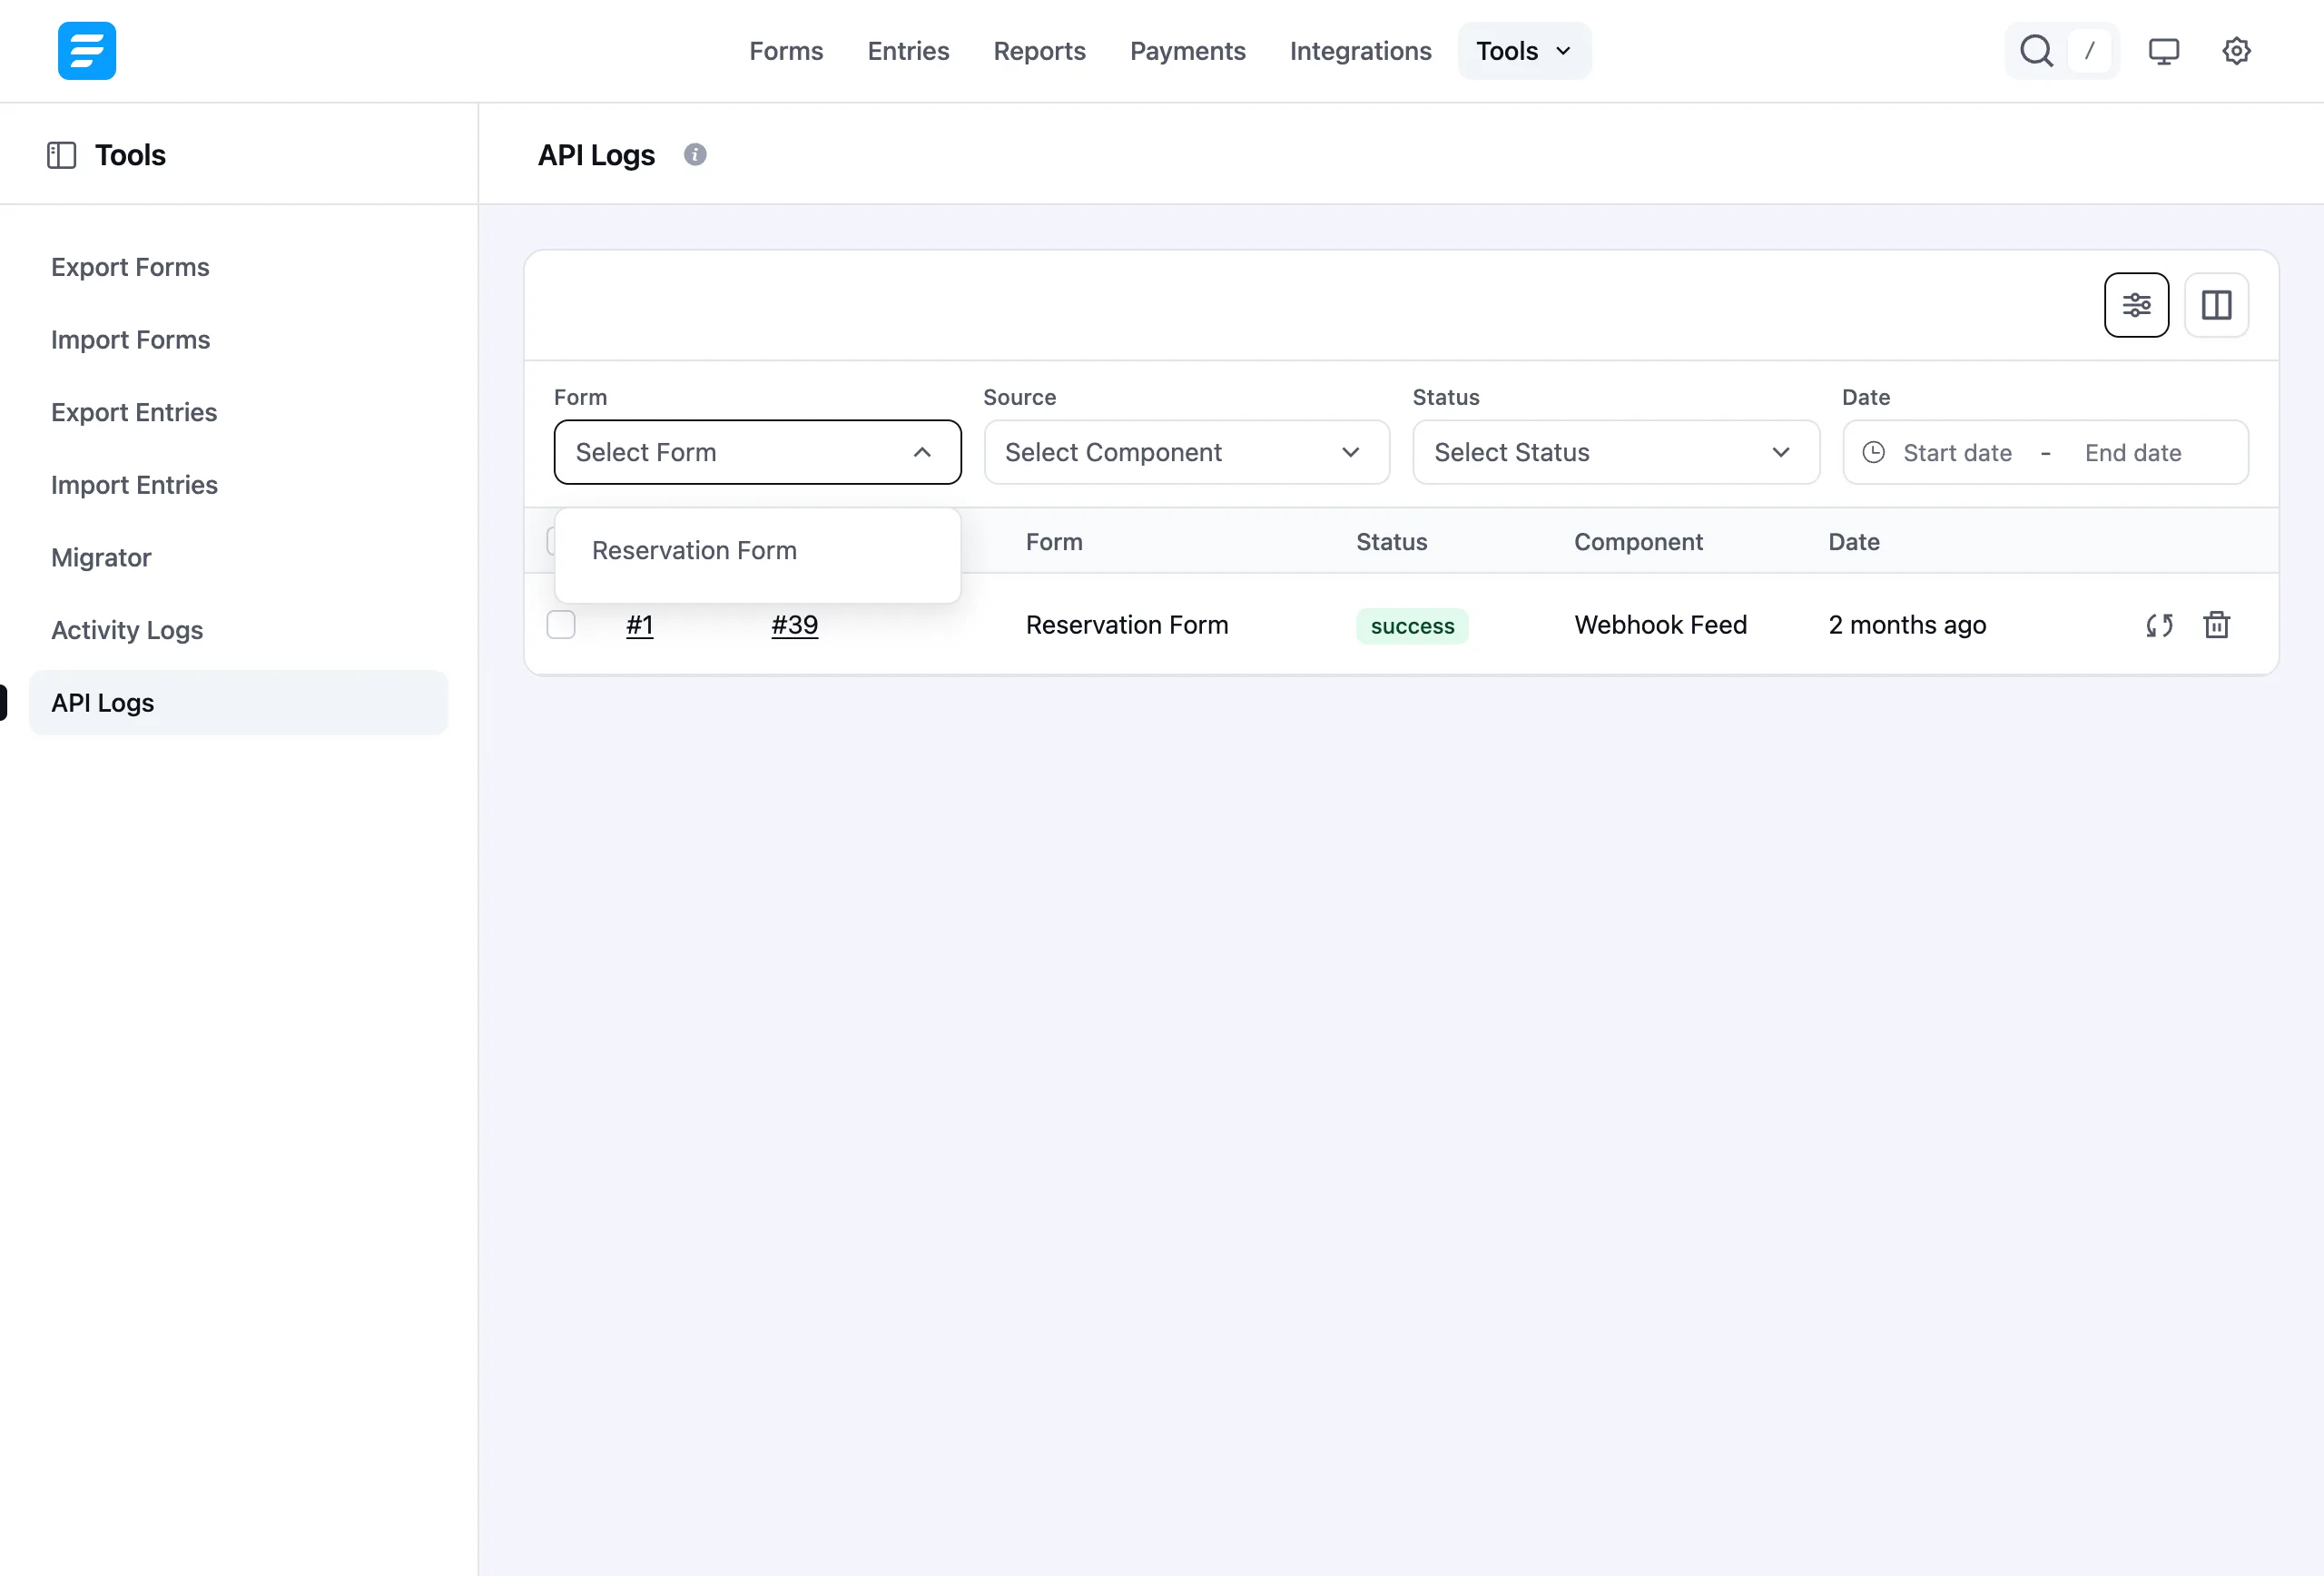 Forms Entries Reports Payments Integrations Tools /
Tools
API Logs
Export Forms
Import Forms
Export Entries
Import Entries
Migrator
Activity Logs
API Logs
Form Source Status Date
Select Form Select Component Select Status Start date - End date
Reservation Form
Form Status Component Date
#1 #39 Reservation Form success Webhook Feed 2 months ago